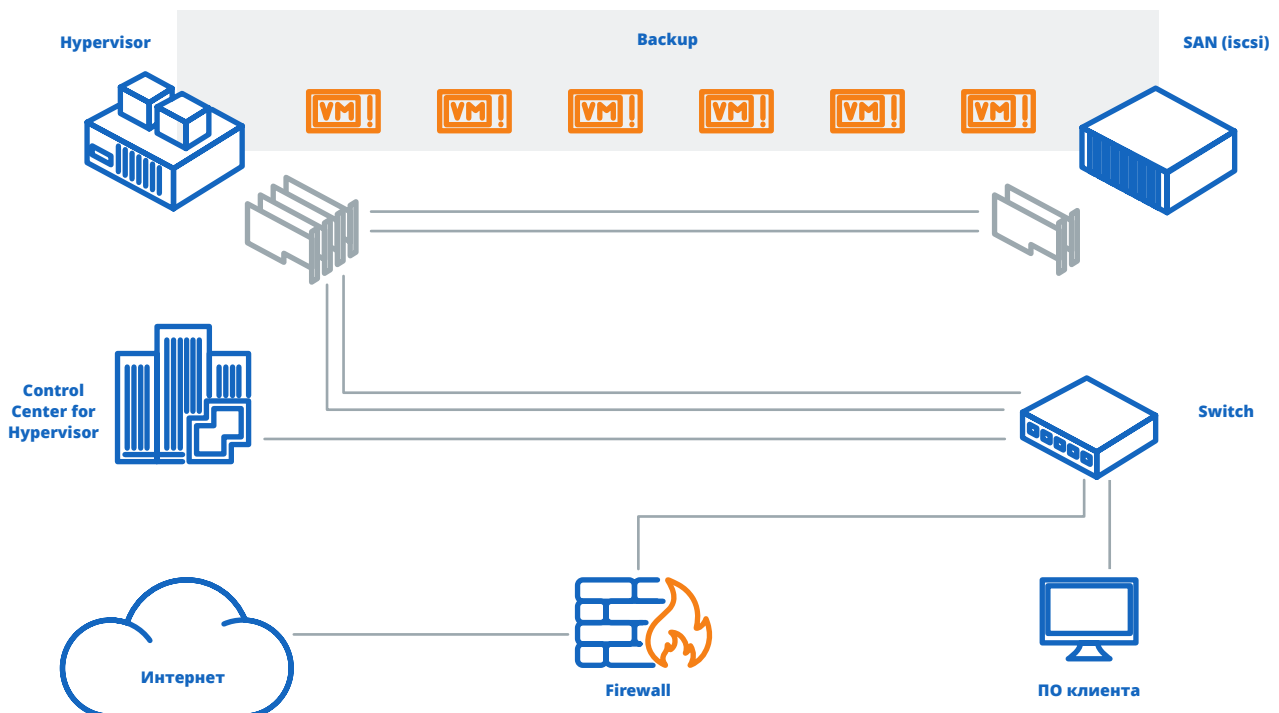 Hypervisor
Backup
SAN (iscsi)
VM!
VM!
VM!
VM!
VM!
VM!
Control
Center for
Hypervisor
Switch
Интернет
Firewall
ПО клиента